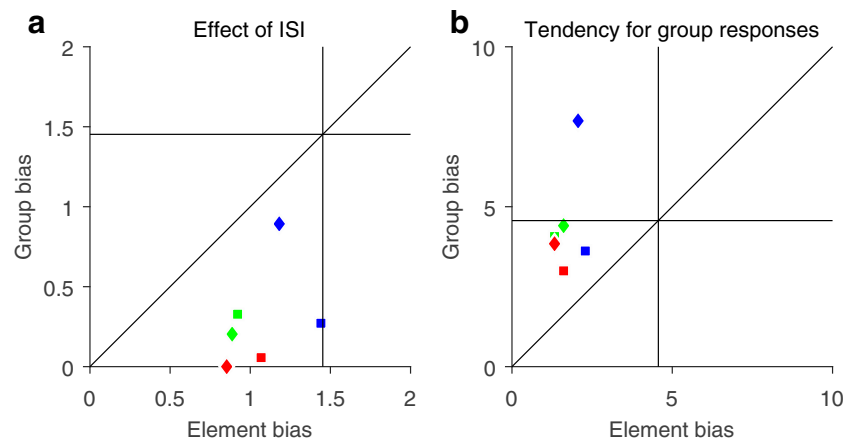 a
Effect of ISI
2
1.5
1
0.5
0
Group bias
0
0.5
1
1.5
2
Element bias
b
Tendency for group responses
10
5
0
Group bias
0
5
10
Element bias